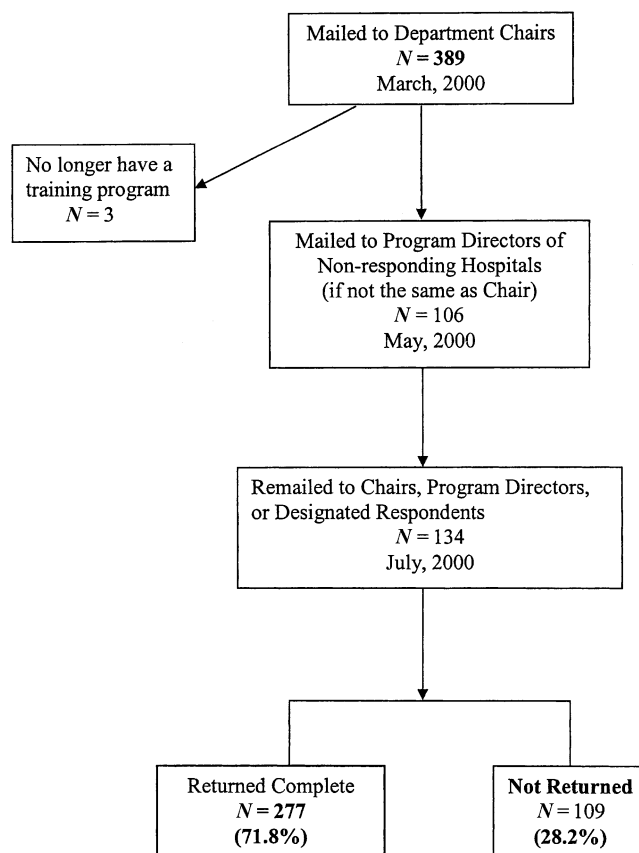 Mailed to Department Chairs
N = 389
March, 2000
No longer have a
training program
N = 3
Mailed to Program Directors of
Non-responding Hospitals
(if not the same as Chair)
N = 106
May, 2000
Remailed to Chairs, Program Directors,
or Designated Respondents
N = 134
July, 2000
Returned Complete
N = 277
(71.8%)
Not Returned
N = 109
(28.2%)